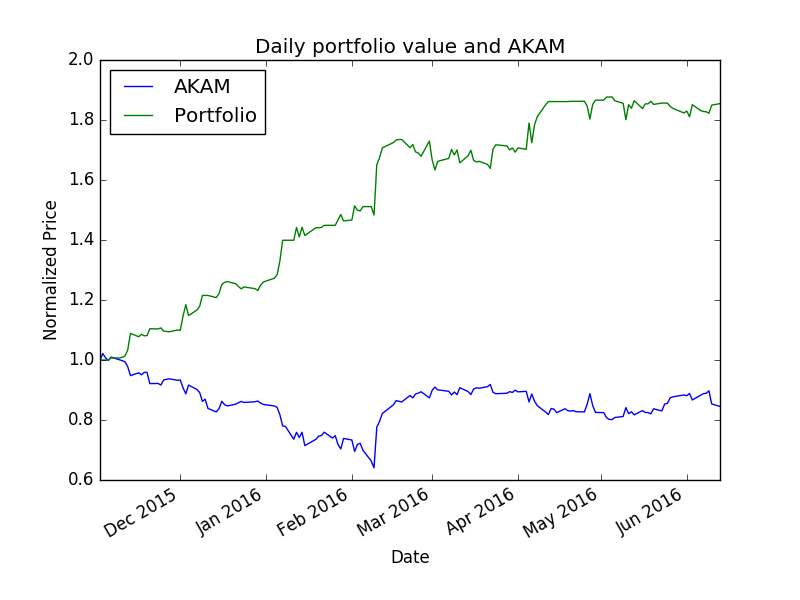 Daily portfolio value and AKAM
2.0
1.8
1.6
1.4
1.2
1.0
0.8
0.6
Normalized Price
AKAM
Portfolio
Dec 2015
Jan 2016
Feb 2016
Mar 2016
Apr 2016
May 2016
Jun 2016
Date